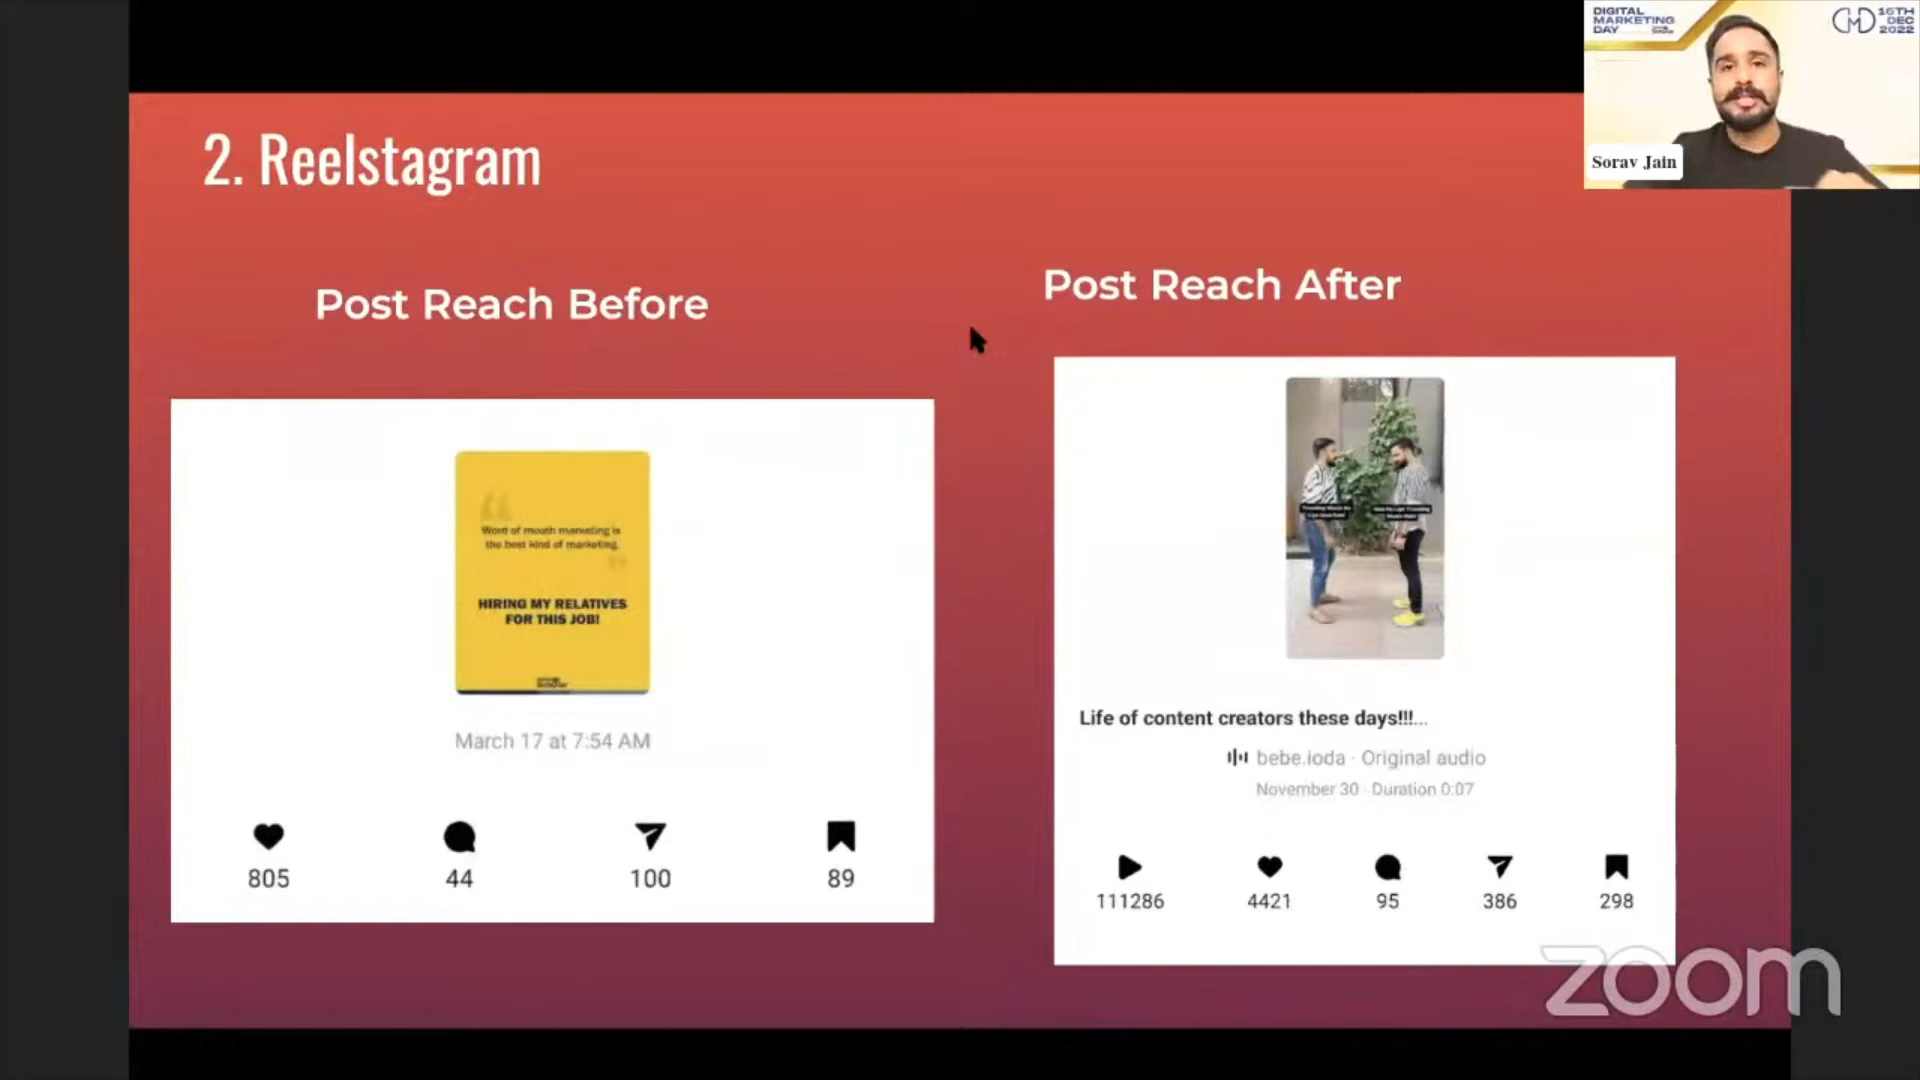 DIGITAL
MARKETING
DAY
16TH
DEC
2022
Sorav Jain
2. Reelstagram
Post Reach Before
Post Reach After
Word of mouth marketing is
the best kind of marketing.
HIRING MY RELATIVES
FOR THIS JOB!
March 17 at 7:54 AM
805
44
100
89
Life of content creators these days!!!...
bebe.ioda · Original audio
November 30 · Duration 0:07
111286
4421
95
386
298
zoom